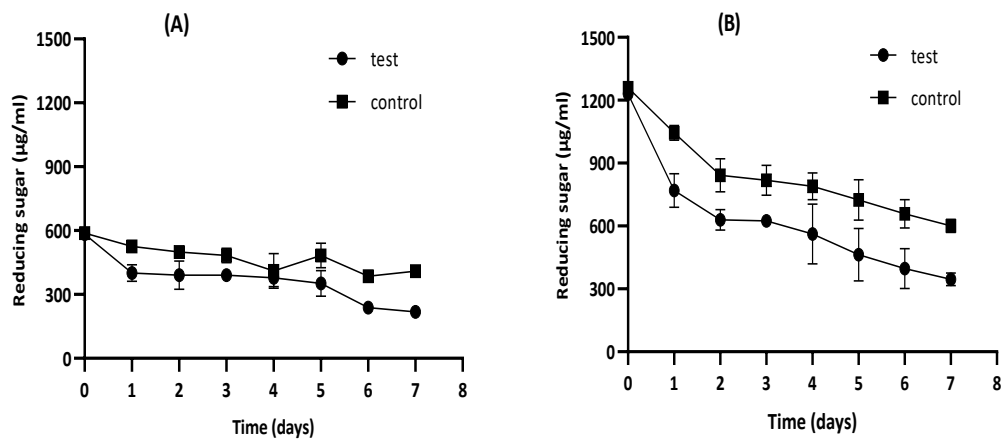 (A)
Reducing sugar (µg/ml)
1500
1200
900
600
300
0
test
control
0 1 2 3 4 5 6 7 8
Time (days)
(B)
Reducing sugar (µg/ml)
1500
1200
900
600
300
0
test
control
0 1 2 3 4 5 6 7 8
Time (days)